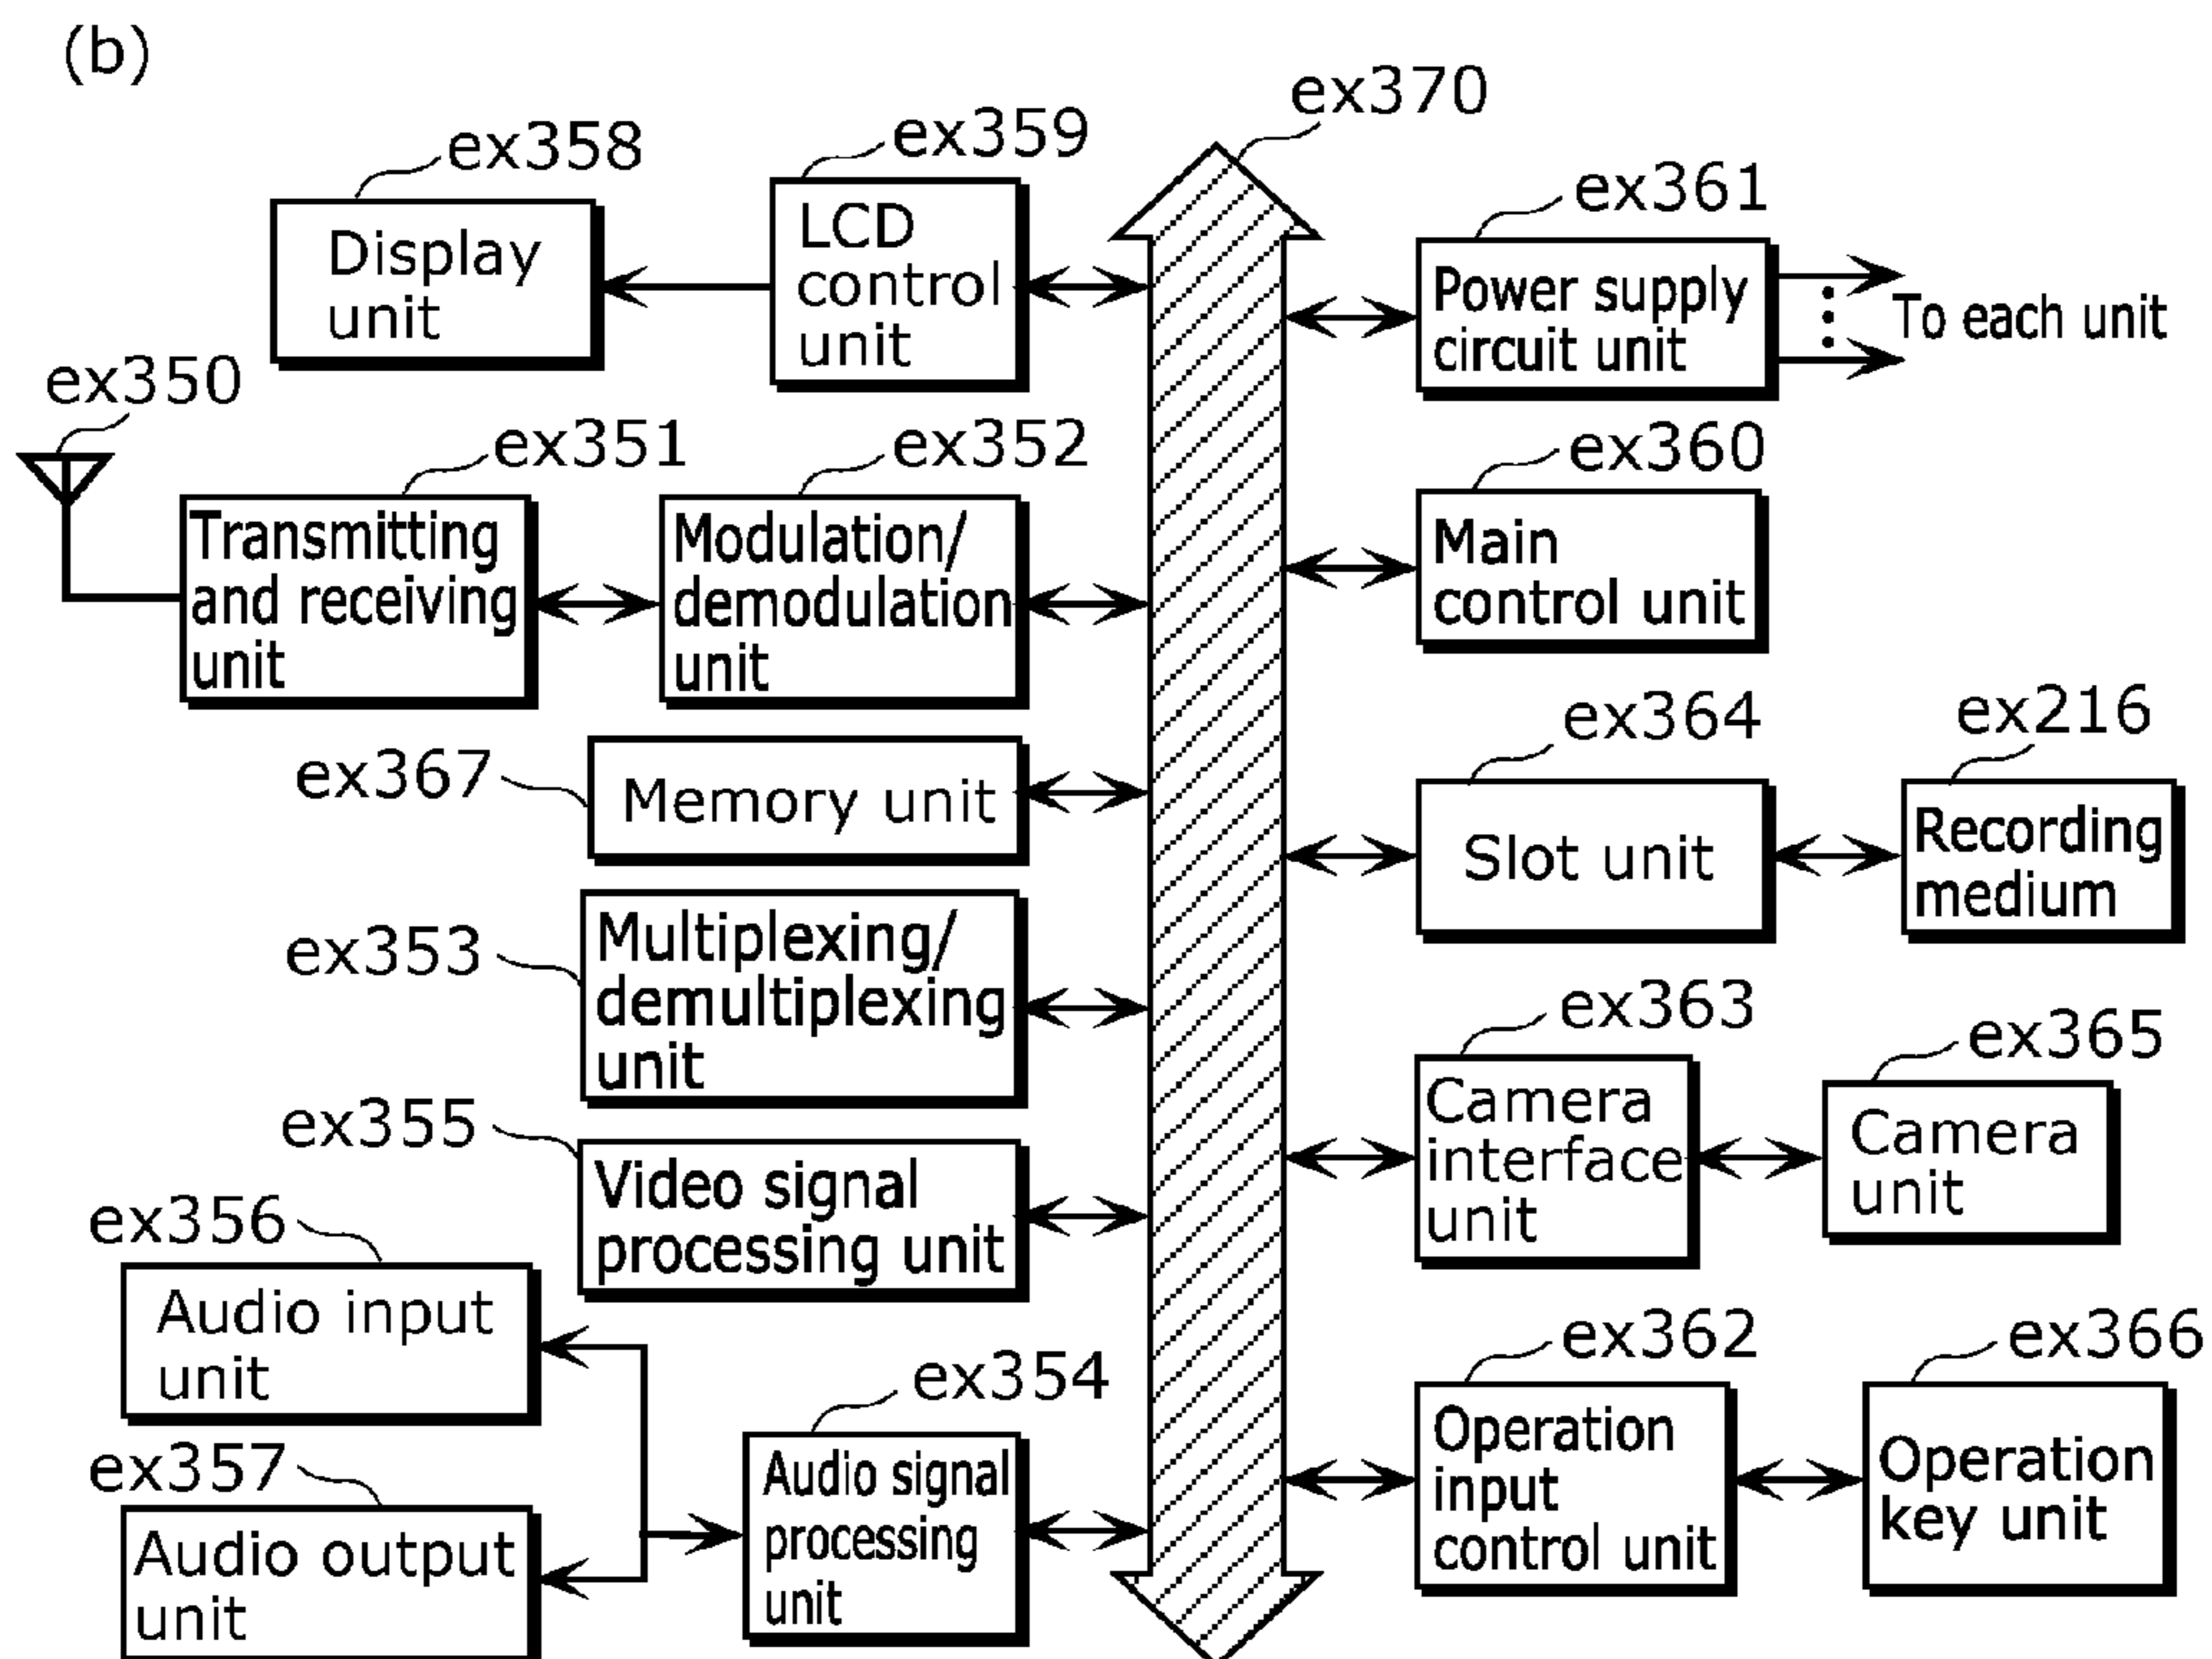 (b)
ex370
ex358
ex359
ex361
Display
unit
LCD
control
unit
Power supply
circuit unit
To each unit
ex350
ex351
ex352
ex360
Transmitting
and receiving
unit
Modulation/
demodulation
unit
Main
control unit
ex367
Memory unit
ex364
ex216
Slot unit
Recording
medium
ex353
Multiplexing/
demultiplexing
unit
ex363
ex365
Camera
interface
unit
Camera
unit
ex355
Video signal
processing unit
ex356
Audio input
unit
ex354
ex362
ex366
ex357
Audio output
unit
Audio signal
processing
unit
Operation
input
control unit
Operation
key unit